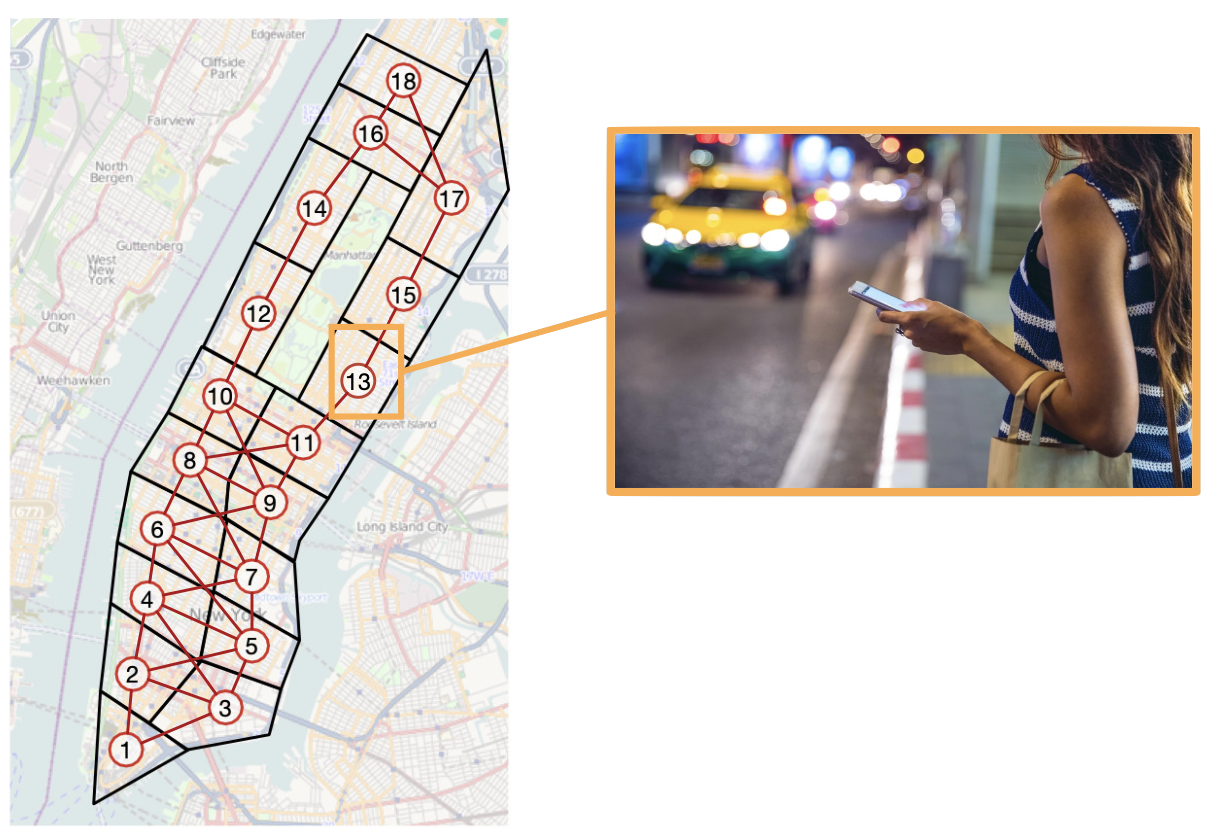 Edgewater
Cliffside
Park
Fairview
North
Bergen
Guttenberg
West
New
York
Union
City
Weehawken
Manhattan
I 278
Roosevelt Island
Long Island City
(677)
New York
18
16
17
14
15
12
13
10
11
8
9
6
7
4
5
2
3
1